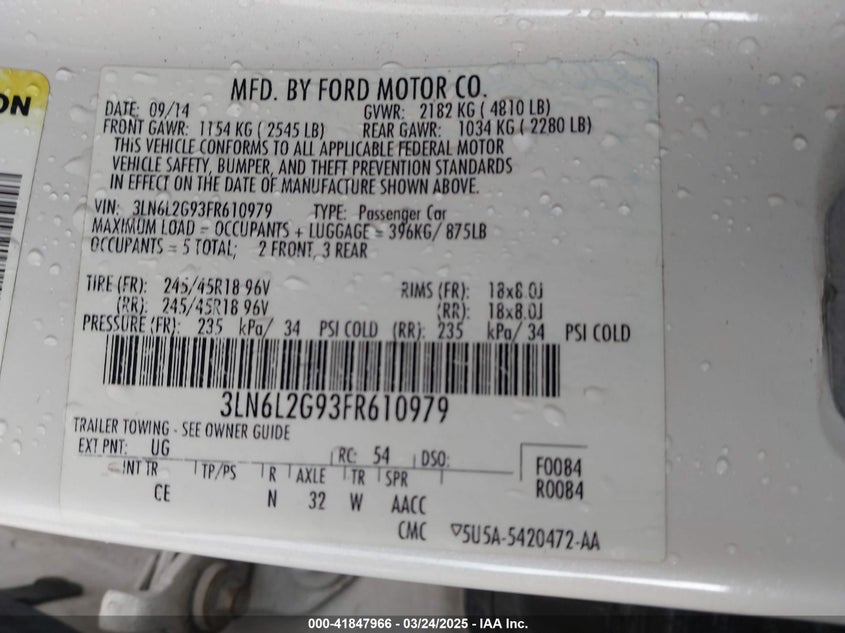 ON
MFD. BY FORD MOTOR CO.
DATE: 09/14 GVWR: 2182 KG ( 4810 LB)
FRONT GAWR: 1154 KG ( 2545 LB) REAR GAWR: 1034 KG ( 2280 LB)
THIS VEHICLE CONFORMS TO ALL APPLICABLE FEDERAL MOTOR
VEHICLE SAFETY, BUMPER, AND THEFT PREVENTION STANDARDS
IN EFFECT ON THE DATE OF MANUFACTURE SHOWN ABOVE.
VIN: 3LN6L2G93FR610979 TYPE: Passenger Car
MAXIMUM LOAD = OCCUPANTS + LUGGAGE = 396KG/ 875LB
OCCUPANTS = 5 TOTAL; 2 FRONT, 3 REAR
TIRE (FR): 245/45R18 96V RIMS (FR): 18x8.0J
(RR): 245/45R18 96V (RR): 18x8.0J
PRESSURE (FR): 235 kPa/ 34 PSI COLD (RR): 235 kPa/ 34 PSI COLD
3LN6L2G93FR610979
TRAILER TOWING - SEE OWNER GUIDE
EXT PNT: UG RC: 54 DSO: F0084
INT TR TP/PS R AXLE TR SPR R0084
CE N 32 W AACC
CMC ▽5U5A-5420472-AA
000-41847966 - 03/24/2025 - IAAI Inc.